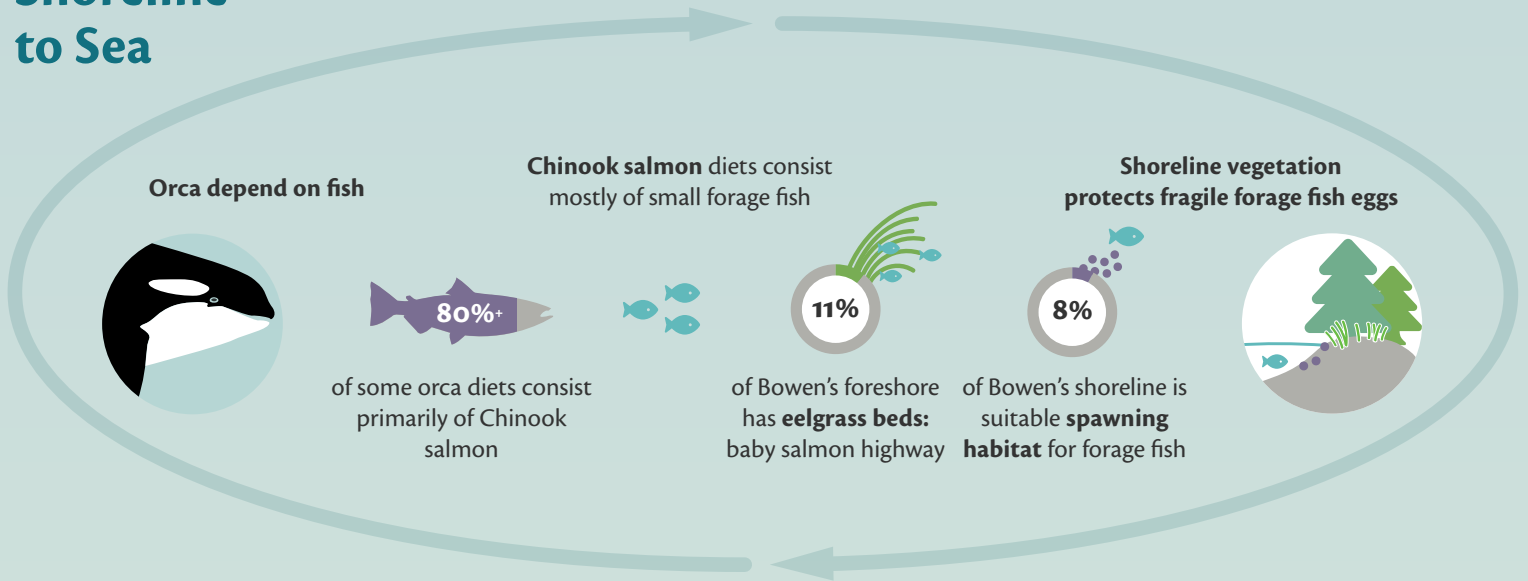 Shoreline
to Sea
Orca depend on fish
80%+
of some orca diets consist
primarily of Chinook
salmon
Chinook salmon diets consist
mostly of small forage fish
11%
of Bowen’s foreshore
has eelgrass beds:
baby salmon highway
8%
of Bowen’s shoreline is
suitable spawning
habitat for forage fish
Shoreline vegetation
protects fragile forage fish eggs